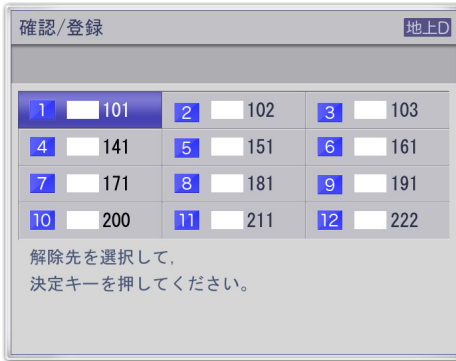 確認/登録 地上D
1 101 2 102 3 103
4 141 5 151 6 161
7 171 8 181 9 191
10 200 11 211 12 222
解除先を選択して,
決定キーを押してください。